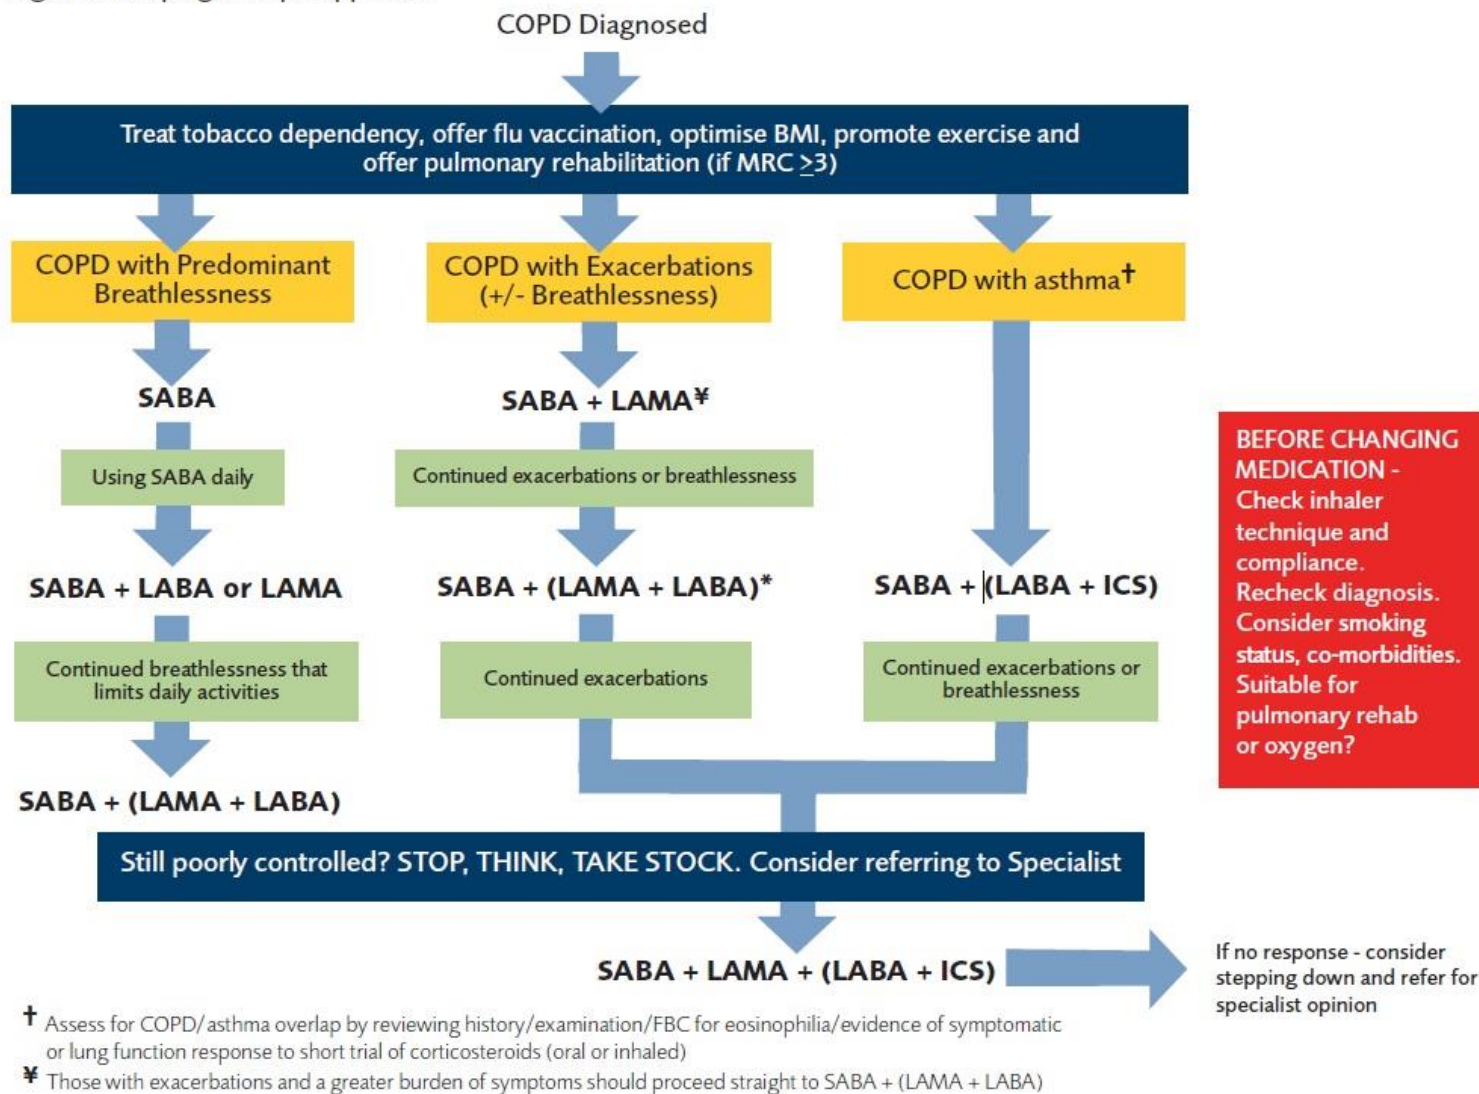 COPD Diagnosed
Treat tobacco dependency, offer flu vaccination, optimise BMI, promote exercise and
offer pulmonary rehabilitation (if MRC ≥3)
COPD with Predominant
Breathlessness
COPD with Exacerbations
(+/- Breathlessness)
COPD with asthma†
SABA
SABA + LAMA¥
Using SABA daily
Continued exacerbations or breathlessness
SABA + LABA or LAMA
SABA + (LAMA + LABA)*
SABA + (LABA + ICS)
Continued breathlessness that
limits daily activities
Continued exacerbations
Continued exacerbations or
breathlessness
SABA + (LAMA + LABA)
BEFORE CHANGING
MEDICATION -
Check inhaler
technique and
compliance.
Recheck diagnosis.
Consider smoking
status, co-morbidities.
Suitable for
pulmonary rehab
or oxygen?
Still poorly controlled? STOP, THINK, TAKE STOCK. Consider referring to Specialist
SABA + LAMA + (LABA + ICS)
If no response - consider
stepping down and refer for
specialist opinion
† Assess for COPD/asthma overlap by reviewing history/examination/FBC for eosinophilia/evidence of symptomatic
or lung function response to short trial of corticosteroids (oral or inhaled)
¥ Those with exacerbations and a greater burden of symptoms should proceed straight to SABA + (LAMA + LABA)